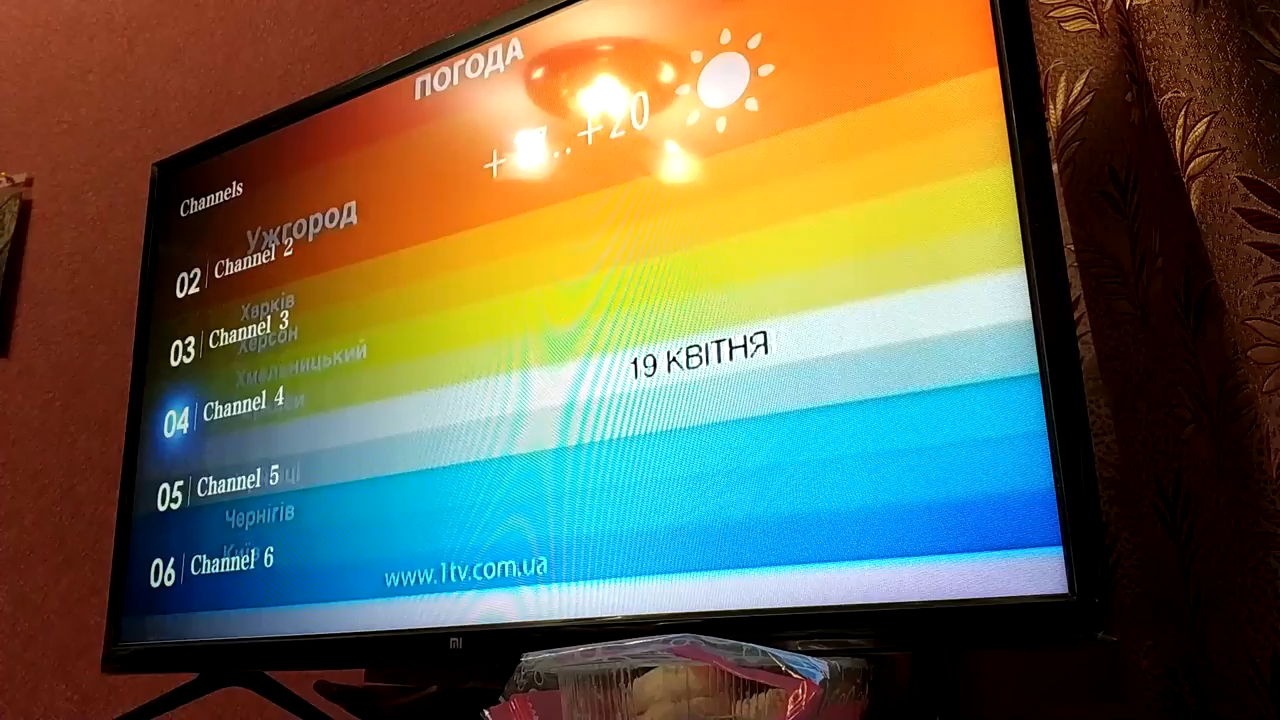 ПОГОДА
+20
Channels
Ужгород
02 Channel 2
Харків
03 Channel 3
Херсон
Хмельницький
19 КВІТНЯ
04 Channel 4
05 Channel 5
Чернігів
Київ
06 Channel 6
www.1tv.com.ua
mi